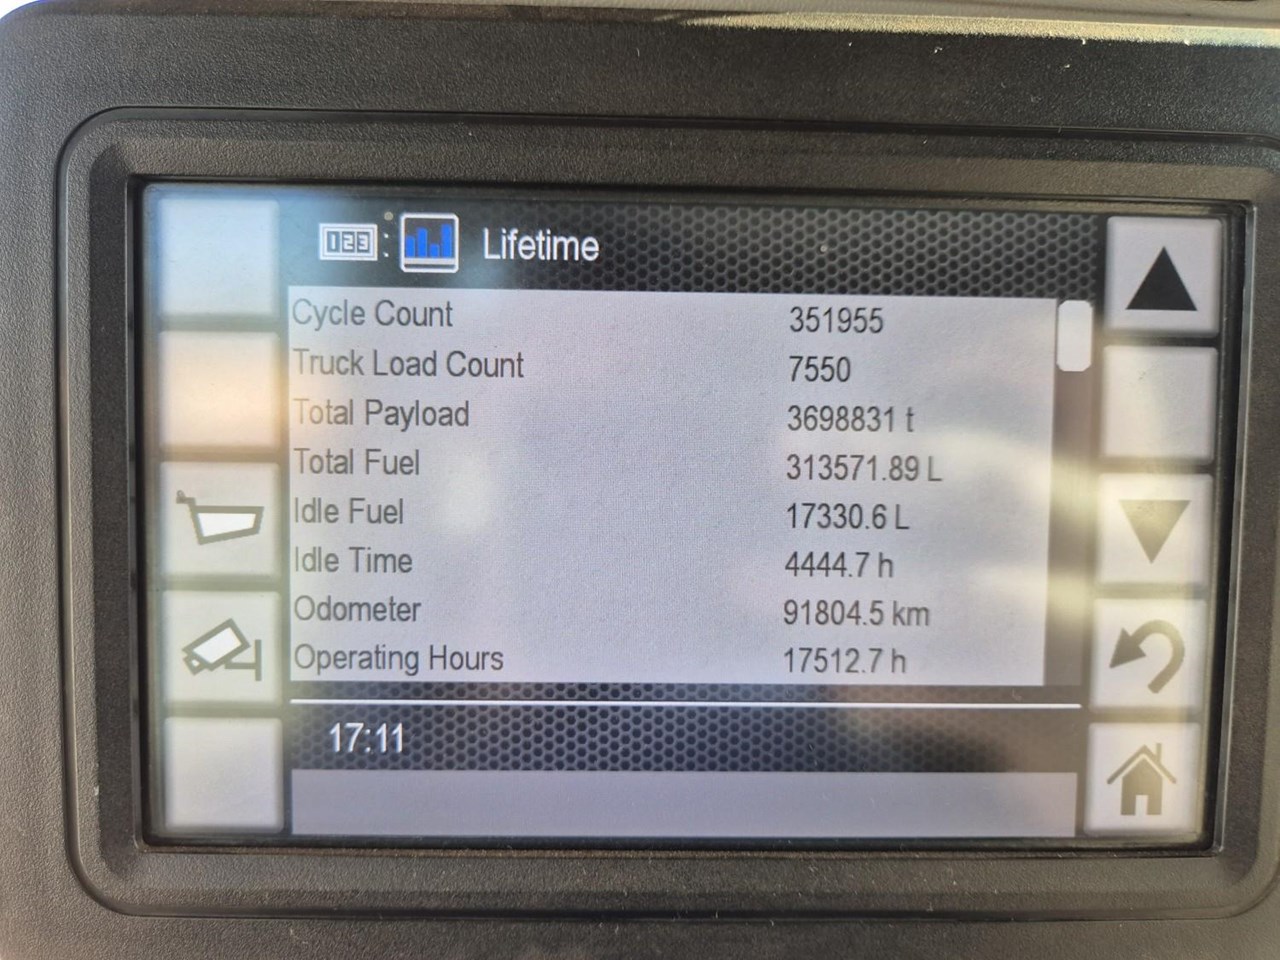 123 : Lifetime
Cycle Count 351955
Truck Load Count 7550
Total Payload 3698831 t
Total Fuel 313571.89 L
Idle Fuel 17330.6 L
Idle Time 4444.7 h
Odometer 91804.5 km
Operating Hours 17512.7 h
17:11